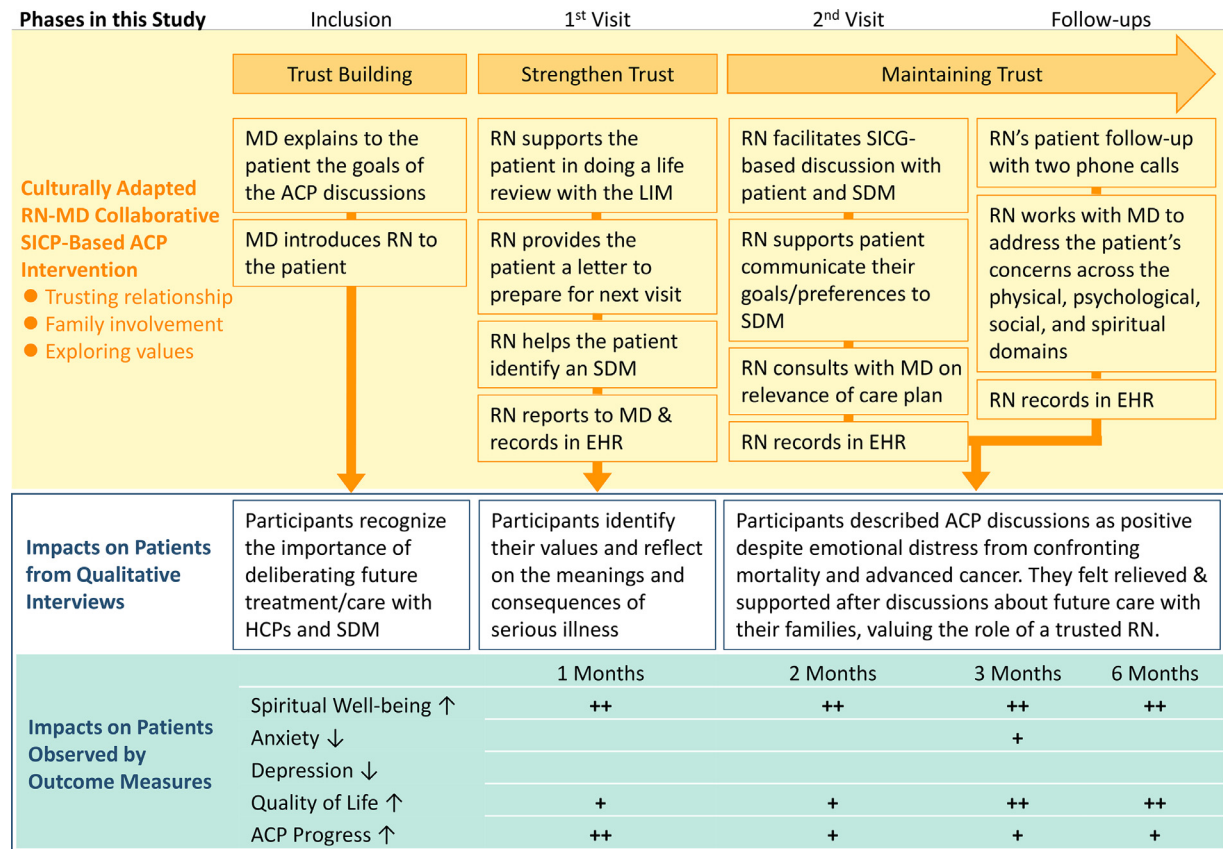 Phases in this Study
Inclusion
1st Visit
2nd Visit
Follow-ups
Trust Building
Strengthen Trust
Maintaining Trust
Culturally Adapted
RN-MD Collaborative
SICP-Based ACP
Intervention
● Trusting relationship
● Family involvement
● Exploring values
MD explains to the
patient the goals of
the ACP discussions
MD introduces RN to
the patient
RN supports the
patient in doing a life
review with the LIM
RN provides the
patient a letter to
prepare for next visit
RN helps the patient
identify an SDM
RN reports to MD &
records in EHR
RN facilitates SICG-
based discussion with
patient and SDM
RN supports patient
communicate their
goals/preferences to
SDM
RN consults with MD on
relevance of care plan
RN records in EHR
RN's patient follow-up
with two phone calls
RN works with MD to
address the patient's
concerns across the
physical, psychological,
social, and spiritual
domains
RN records in EHR
Impacts on Patients
from Qualitative
Interviews
Participants recognize
the importance of
deliberating future
treatment/care with
HCPs and SDM
Participants identify
their values and reflect
on the meanings and
consequences of
serious illness
Participants described ACP discussions as positive
despite emotional distress from confronting
mortality and advanced cancer. They felt relieved &
supported after discussions about future care with
their families, valuing the role of a trusted RN.
Impacts on Patients
Observed by
Outcome Measures
1 Months 2 Months 3 Months 6 Months
Spiritual Well-being ↑ ++ ++ ++ ++
Anxiety ↓ +
Depression ↓
Quality of Life ↑ + + ++ ++
ACP Progress ↑ ++ + + +